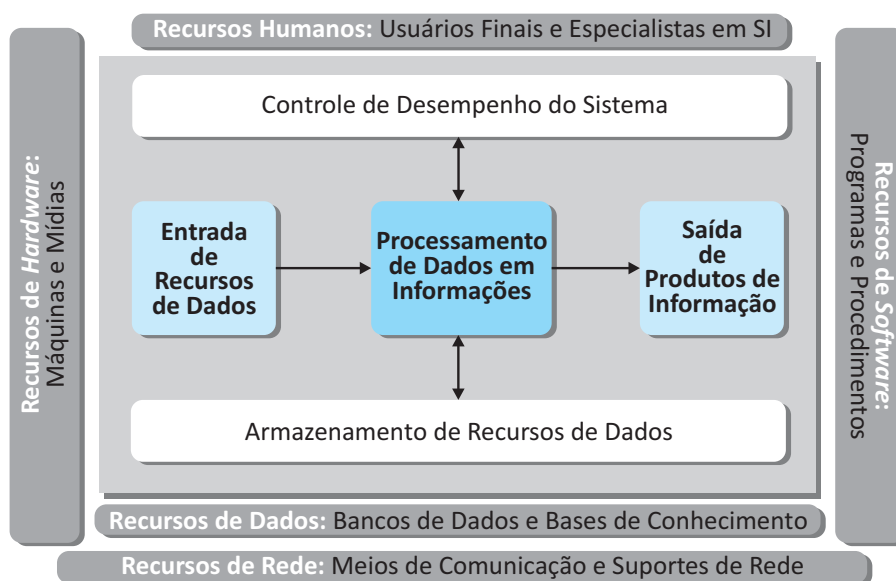 Recursos Humanos: Usuários Finais e Especialistas em SI
Recursos de Hardware:
Máquinas e Mídias
Controle de Desempenho do Sistema
Entrada
de
Recursos
de Dados
Processamento
de Dados em
Informações
Saída
de
Produtos de
Informação
Armazenamento de Recursos de Dados
Recursos de Software:
Programas e Procedimentos
Recursos de Dados: Bancos de Dados e Bases de Conhecimento
Recursos de Rede: Meios de Comunicação e Suportes de Rede